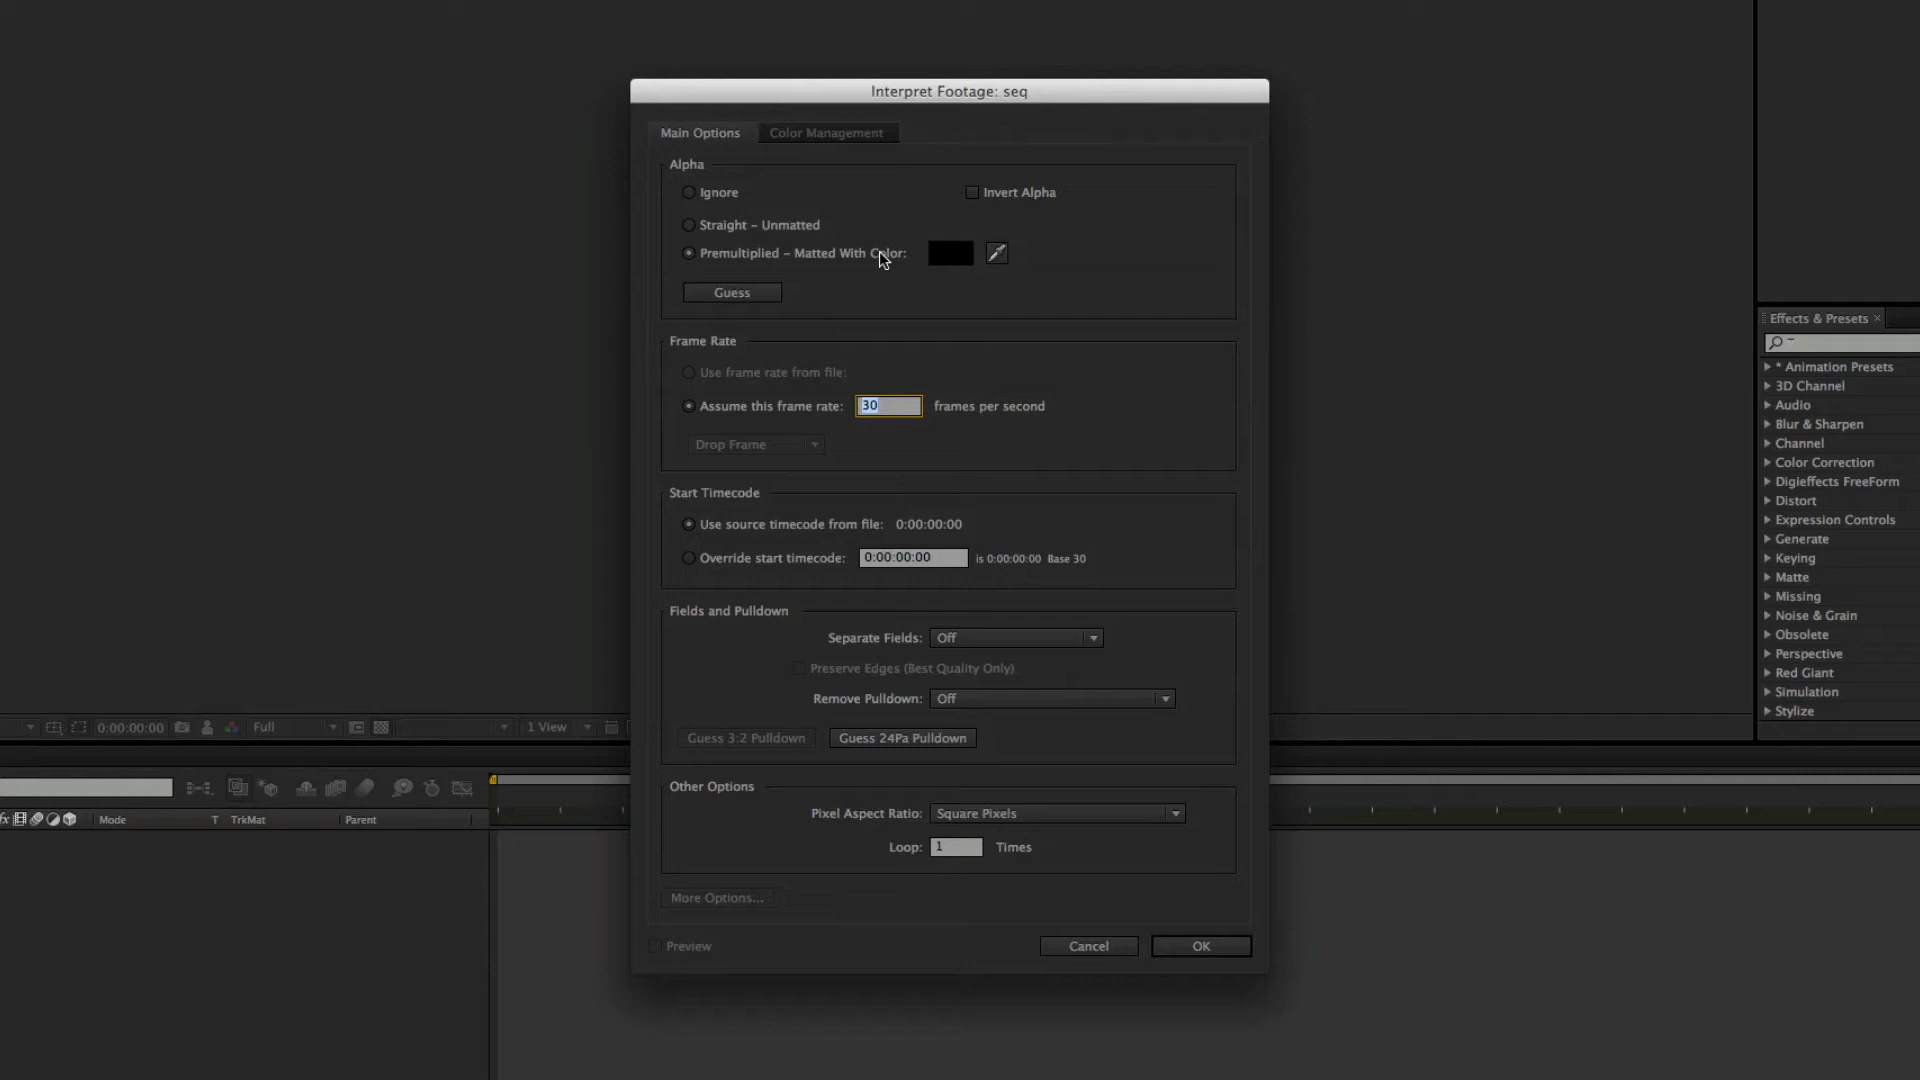 Interpret Footage: seq
Main Options
Color Management
Alpha
Ignore
Invert Alpha
Straight - Unmatted
Premultiplied - Matted With Color:
Guess
Frame Rate
Use frame rate from file:
Assume this frame rate: 30 frames per second
Drop Frame
Start Timecode
Use source timecode from file: 0:00:00:00
Override start timecode: 0:00:00:00 is 0:00:00:00 Base 30
Fields and Pulldown
Separate Fields: Off
Preserve Edges (Best Quality Only)
Remove Pulldown: Off
Guess 3:2 Pulldown
Guess 24Pa Pulldown
Other Options
Pixel Aspect Ratio: Square Pixels
Loop: 1 Times
More Options...
Preview
Cancel
OK
Effects & Presets
* Animation Presets
3D Channel
Audio
Blur & Sharpen
Channel
Color Correction
Digieffects FreeForm
Distort
Expression Controls
Generate
Keying
Matte
Missing
Noise & Grain
Obsolete
Perspective
Red Giant
Simulation
Stylize
0:00:00:00
Full
1 View
fx
Mode
T TrkMat
Parent